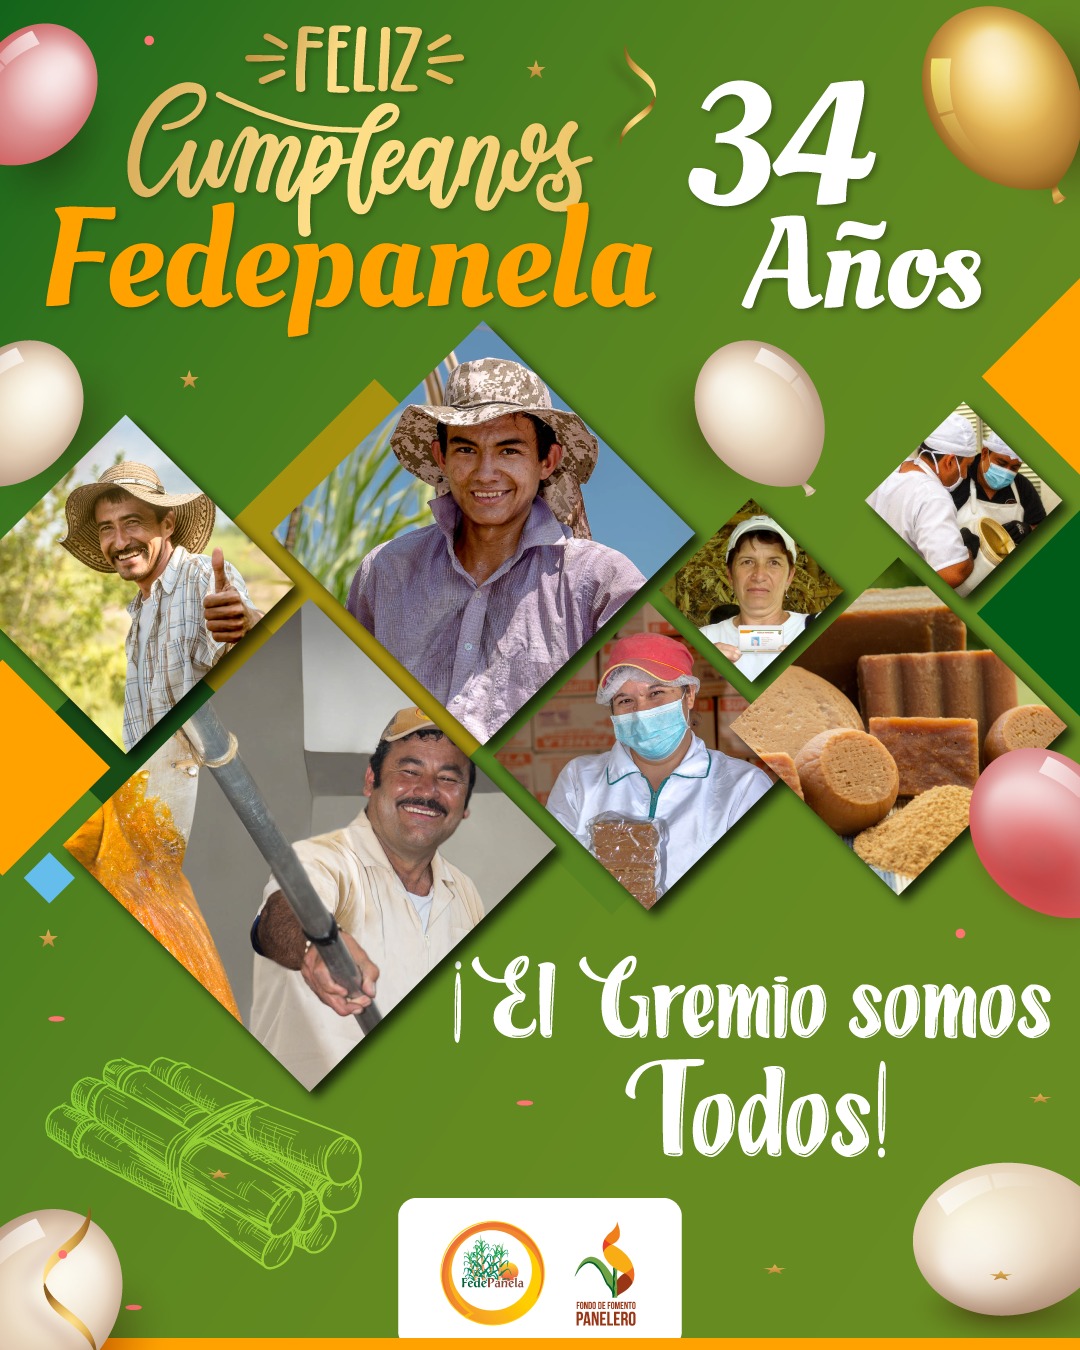 FELIZ
Cumpleanos
Fedepanela
34
Años
¡El Gremio somos
Todos!
FedePanela
FONDO DE FOMENTO
PANELERO